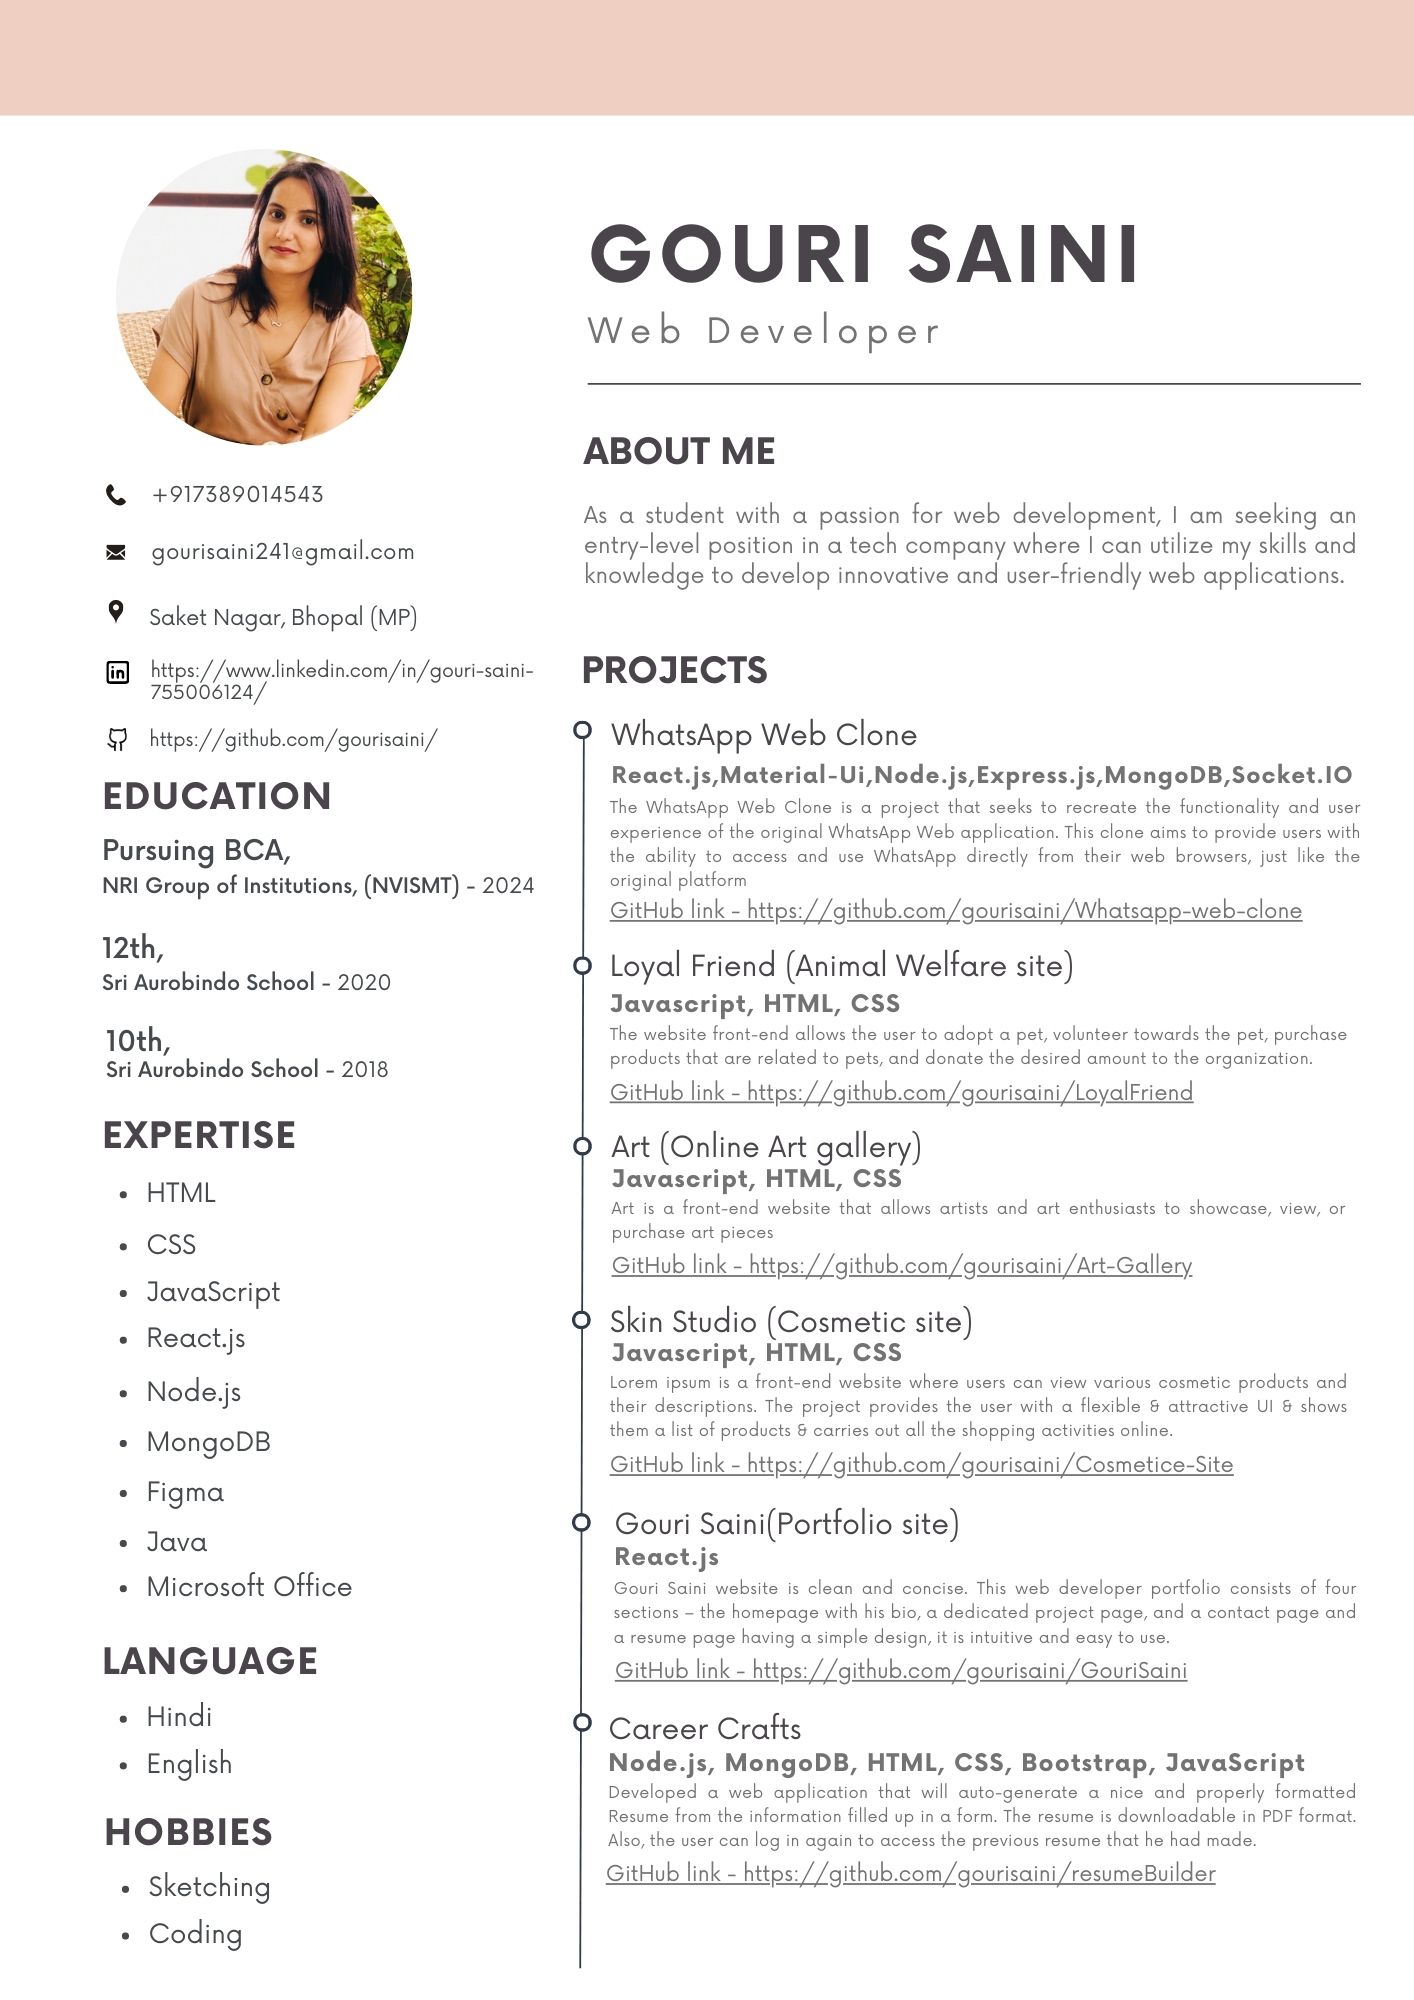 GOURI SAINI
Web Developer
+917389014543
gourisaini241@gmail.com
Saket Nagar, Bhopal (MP)
https://www.linkedin.com/in/gouri-saini-
755006124/
https://github.com/gourisaini/
EDUCATION
Pursuing BCA,
NRI Group of Institutions, (NVISMT) - 2024
12th,
Sri Aurobindo School - 2020
10th,
Sri Aurobindo School - 2018
EXPERTISE
• HTML
• CSS
• JavaScript
• React.js
• Node.js
• MongoDB
• Figma
• Java
• Microsoft Office
LANGUAGE
• Hindi
• English
HOBBIES
• Sketching
• Coding
ABOUT ME
As a student with a passion for web development, I am seeking an
entry-level position in a tech company where I can utilize my skills and
knowledge to develop innovative and user-friendly web applications.
PROJECTS
WhatsApp Web Clone
React.js,Material-Ui,Node.js,Express.js,MongoDB,Socket.IO
The WhatsApp Web Clone is a project that seeks to recreate the functionality and user
experience of the original WhatsApp Web application. This clone aims to provide users with
the ability to access and use WhatsApp directly from their web browsers, just like the
original platform
GitHub link - https://github.com/gourisaini/Whatsapp-web-clone
Loyal Friend (Animal Welfare site)
Javascript, HTML, CSS
The website front-end allows the user to adopt a pet, volunteer towards the pet, purchase
products that are related to pets, and donate the desired amount to the organization.
GitHub link - https://github.com/gourisaini/LoyalFriend
Art (Online Art gallery)
Javascript, HTML, CSS
Art is a front-end website that allows artists and art enthusiasts to showcase, view, or
purchase art pieces
GitHub link - https://github.com/gourisaini/Art-Gallery
Skin Studio (Cosmetic site)
Javascript, HTML, CSS
Lorem ipsum is a front-end website where users can view various cosmetic products and
their descriptions. The project provides the user with a flexible & attractive UI & shows
them a list of products & carries out all the shopping activities online.
GitHub link - https://github.com/gourisaini/Cosmetice-Site
Gouri Saini(Portfolio site)
React.js
Gouri Saini website is clean and concise. This web developer portfolio consists of four
sections – the homepage with his bio, a dedicated project page, and a contact page and
a resume page having a simple design, it is intuitive and easy to use.
GitHub link - https://github.com/gourisaini/GouriSaini
Career Crafts
Node.js, MongoDB, HTML, CSS, Bootstrap, JavaScript
Developed a web application that will auto-generate a nice and properly formatted
Resume from the information filled up in a form. The resume is downloadable in PDF format.
Also, the user can log in again to access the previous resume that he had made.
GitHub link - https://github.com/gourisaini/resumeBuilder